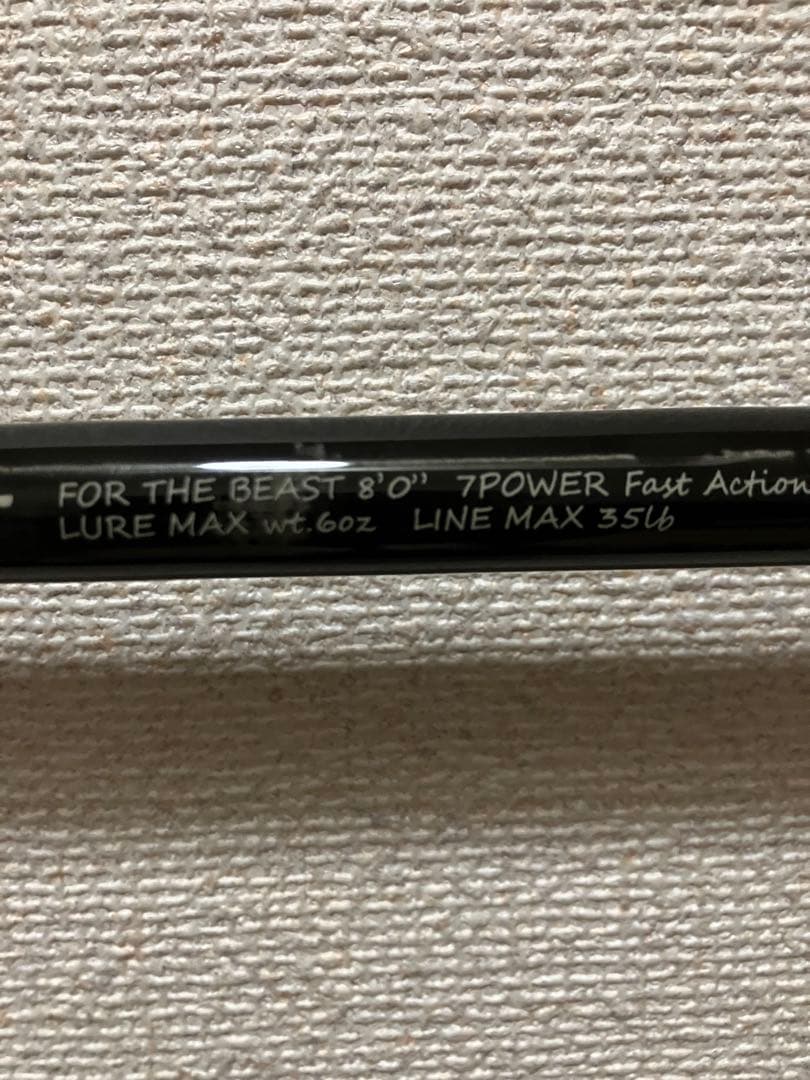 FOR THE BEAST 8'0" 7POWER Fast Action
LURE MAX wt.6oz LINE MAX 35lb